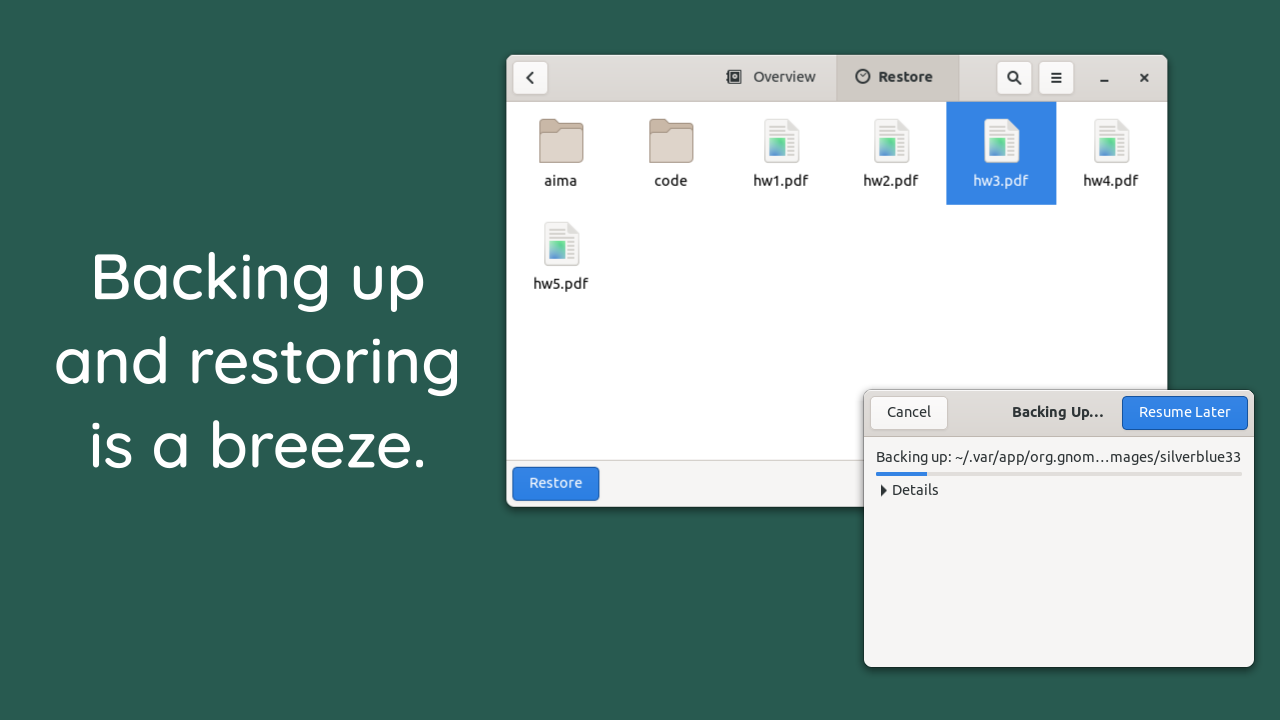 Backing up
and restoring
is a breeze.
Overview
Restore
aima
code
hw1.pdf
hw2.pdf
hw3.pdf
hw4.pdf
hw5.pdf
Restore
Cancel
Backing Up…
Resume Later
Backing up: ~/.var/app/org.gnom…mages/silverblue33
Details